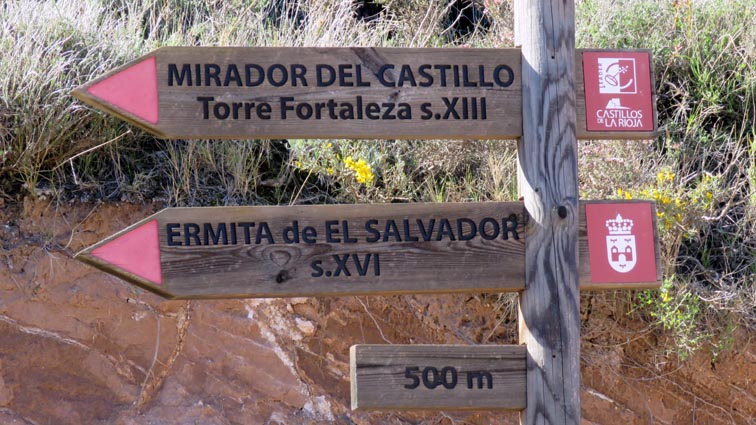 MIRADOR DEL CASTILLO
Torre Fortaleza s.XIII
CASTILLOS
DE LA RIOJA
ERMITA de EL SALVADOR
s.XVI
500 m